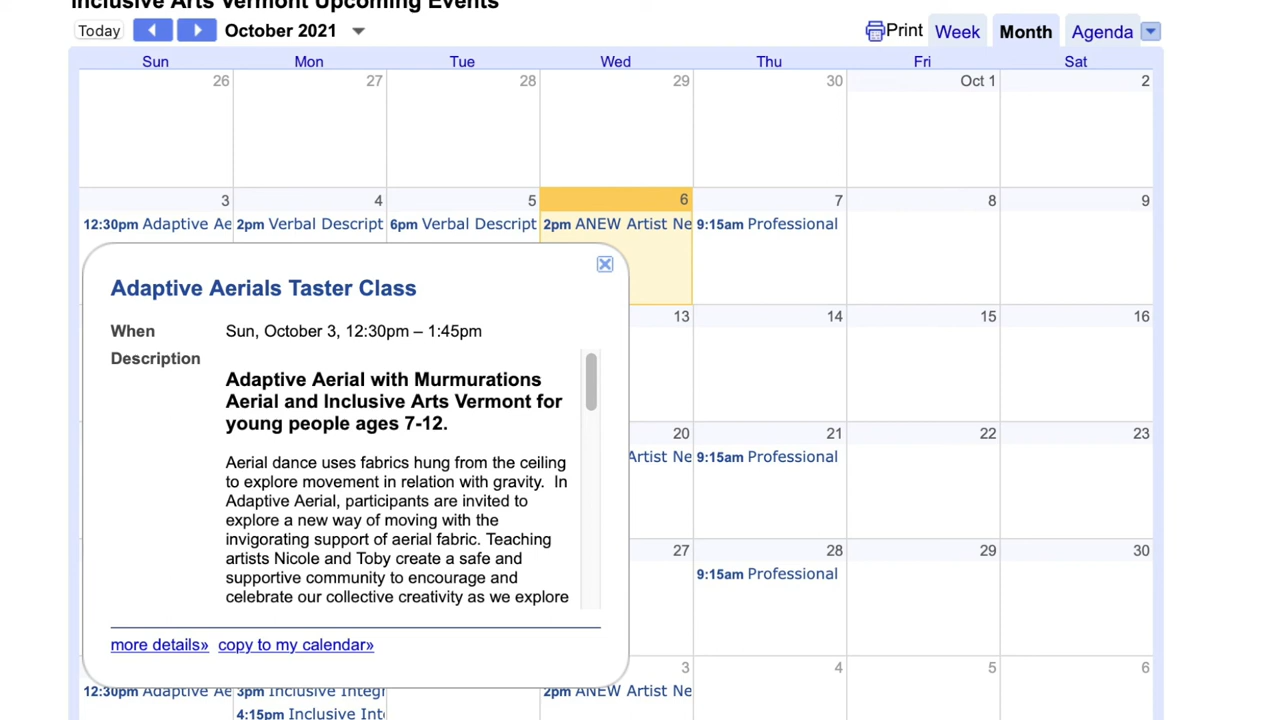 Inclusive Arts Vermont Upcoming Events
Today October 2021 Print Week Month Agenda
Sun Mon Tue Wed Thu Fri Sat
26 27 28 29 30 Oct 1 2
3 4 5 6 7 8 9
12:30pm Adaptive Ae 2pm Verbal Descript 6pm Verbal Descript 2pm ANEW Artist Ne 9:15am Professional
Adaptive Aerials Taster Class
When Sun, October 3, 12:30pm – 1:45pm
Description
Adaptive Aerial with Murmurations
Aerial and Inclusive Arts Vermont for
young people ages 7-12.
Aerial dance uses fabrics hung from the ceiling
to explore movement in relation with gravity. In
Adaptive Aerial, participants are invited to
explore a new way of moving with the
invigorating support of aerial fabric. Teaching
artists Nicole and Toby create a safe and
supportive community to encourage and
celebrate our collective creativity as we explore
more details» copy to my calendar»
13 14 15 16
20 21 22 23
Artist Ne 9:15am Professional
27 28 29 30
9:15am Professional
3 4 5 6
12:30pm Adaptive Ae 3pm Inclusive Integr 2pm ANEW Artist Ne
4:15pm Inclusive Int